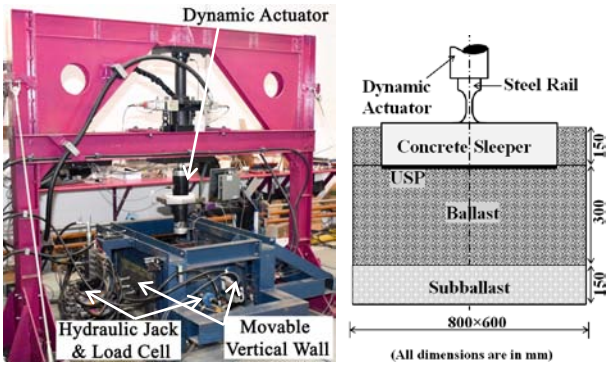 Dynamic Actuator
Hydraulic Jack
& Load Cell
Movable
Vertical Wall
Dynamic
Actuator
Steel Rail
Concrete Sleeper
USP
Ballast
Subballast
150
300
150
800×600
(All dimensions are in mm)